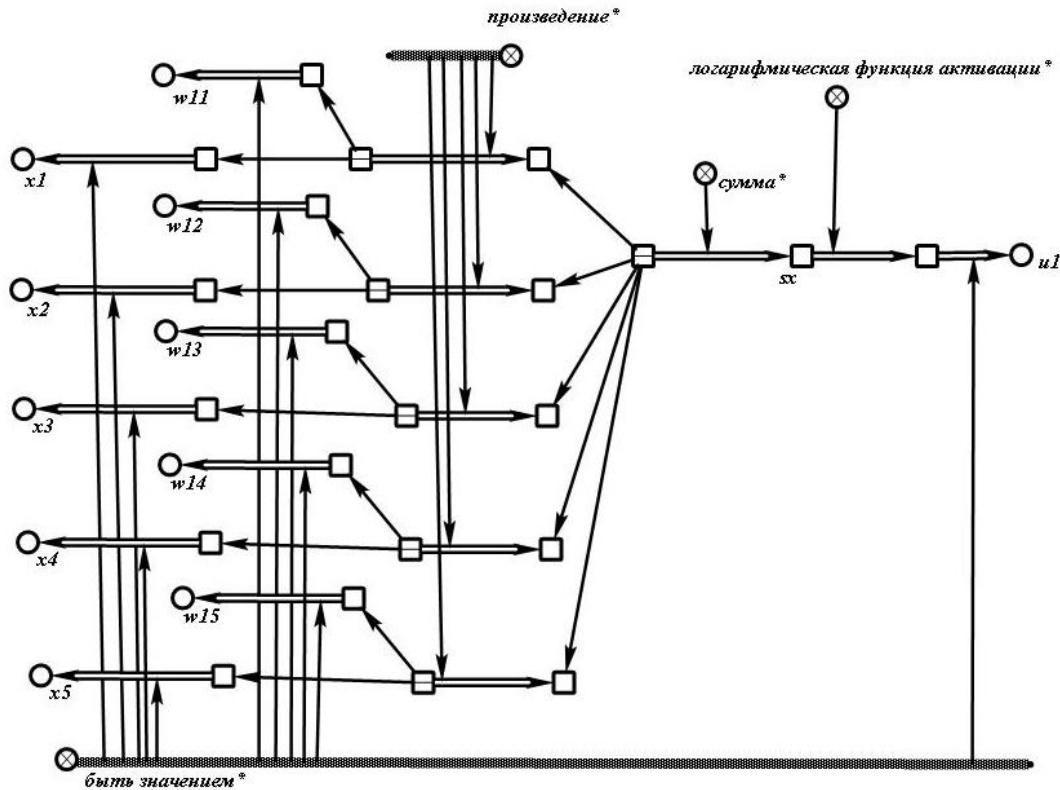 произведение*
логарифмическая функция активации*
w11
x1
сумма*
w12
sx
u1
x2
w13
x3
w14
x4
w15
x5
быть значением*